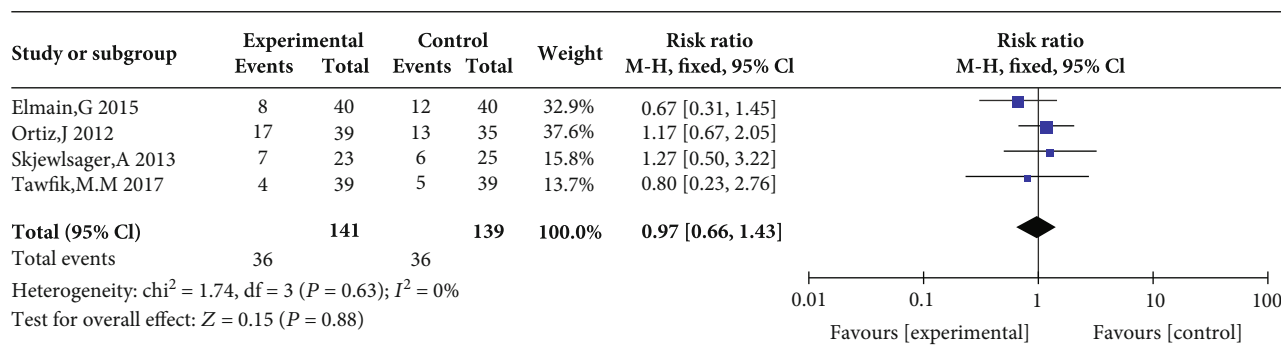 Study or subgroup Experimental Control Weight Risk ratio Risk ratio
Events Total Events Total M-H, fixed, 95% Cl M-H, fixed, 95% Cl
Elmain,G 2015 8 40 12 40 32.9% 0.67 [0.31, 1.45]
Ortiz,J 2012 17 39 13 35 37.6% 1.17 [0.67, 2.05]
Skjewlsager,A 2013 7 23 6 25 15.8% 1.27 [0.50, 3.22]
Tawfik,M.M 2017 4 39 5 39 13.7% 0.80 [0.23, 2.76]
Total (95% Cl) 141 139 100.0% 0.97 [0.66, 1.43]
Total events 36 36
Heterogeneity: chi² = 1.74, df = 3 (P = 0.63); I² = 0%
Test for overall effect: Z = 0.15 (P = 0.88)
0.01 0.1 1 10 100
Favours [experimental] Favours [control]